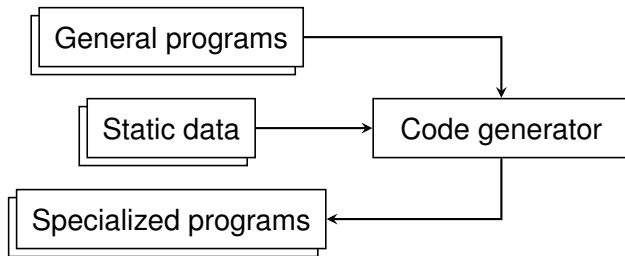 General programs
Static data
Code generator
Specialized programs